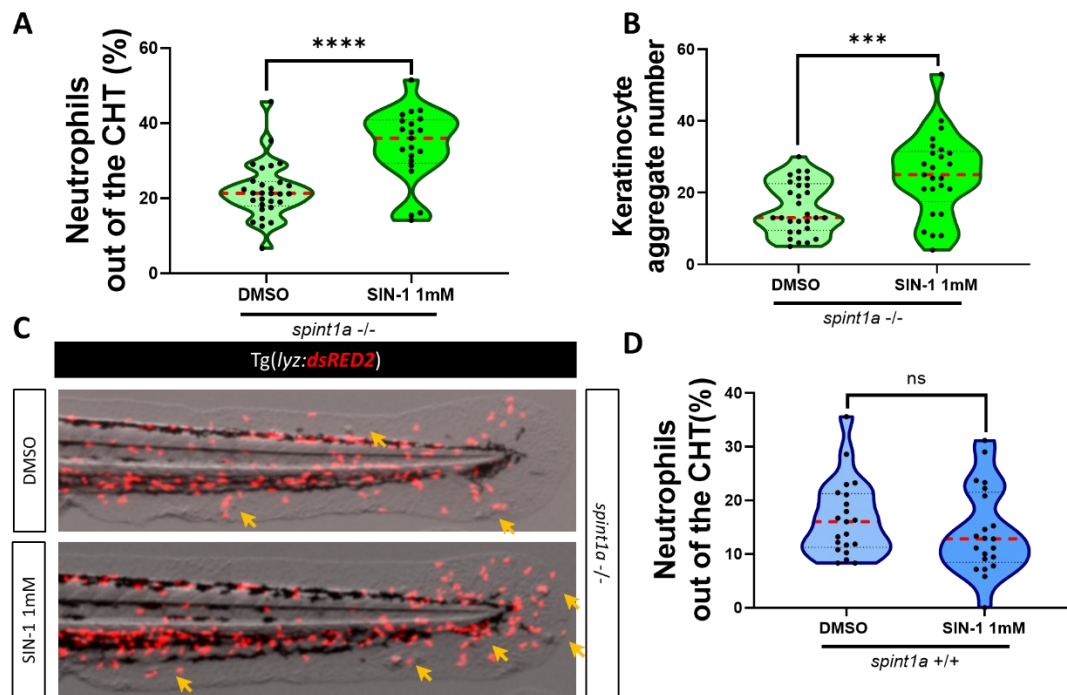 A
Neutrophils
out of the CHT (%)
60
40
20
0
****
DMSO
SIN-1 1mM
spint1a -/-
B
Keratinocyte
aggregate number
60
40
20
0
***
DMSO
SIN-1 1mM
spint1a -/-
C
Tg(lyz:dsRED2)
DMSO
SIN-1 1mM
spint1a -/-
D
Neutrophils
out of the CHT(%)
40
30
20
10
0
ns
DMSO
SIN-1 1mM
spint1a +/+